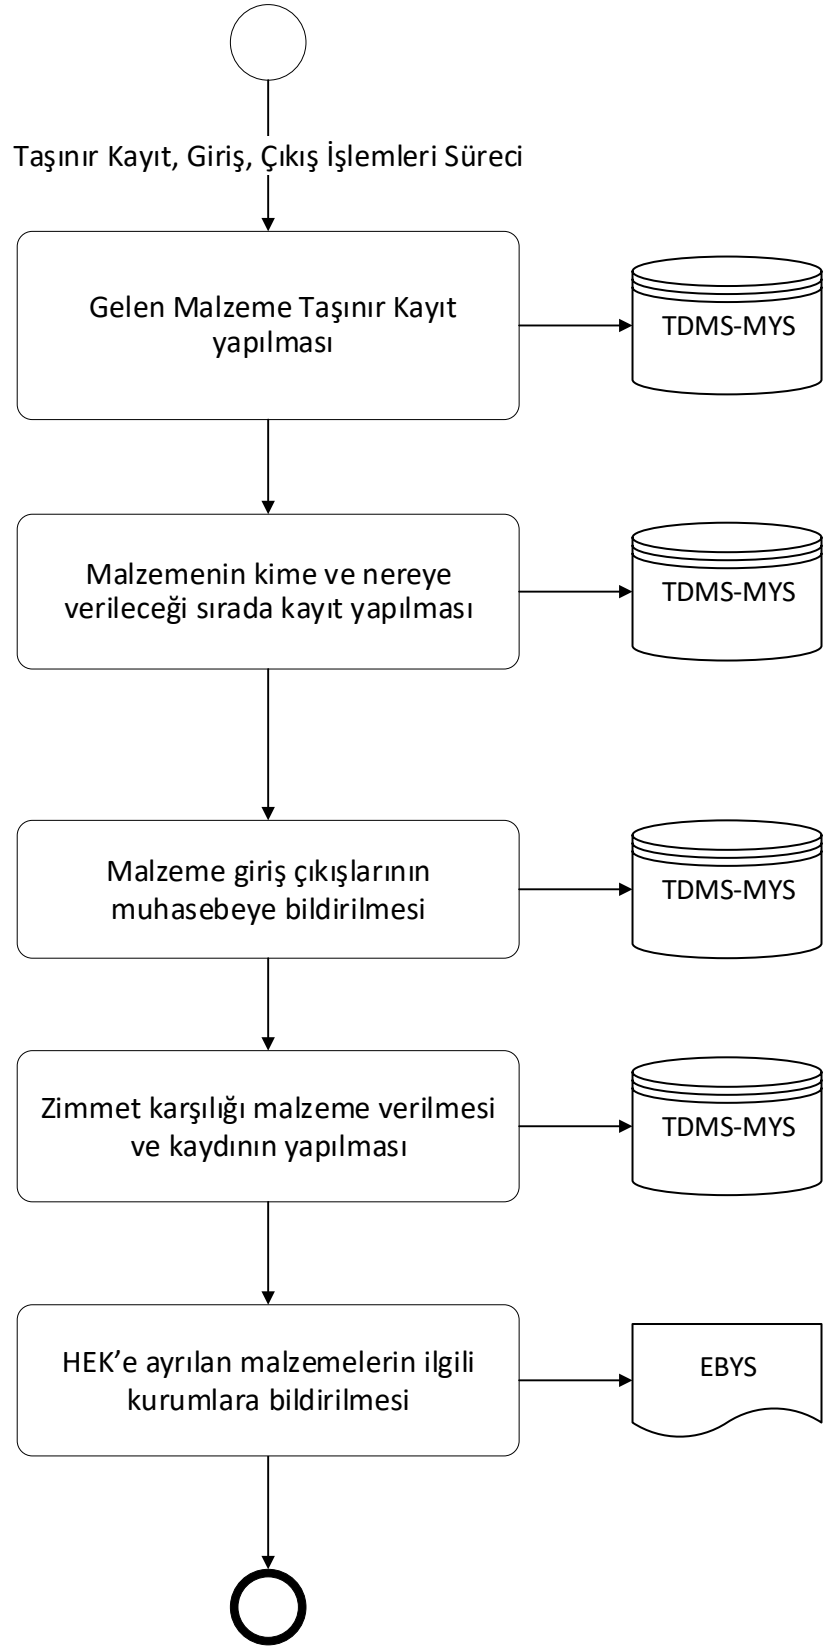 Taşınır Kayıt, Giriş, Çıkış İşlemleri Süreci
Gelen Malzeme Taşınır Kayıt
yapılması
TDMS-MYS
Malzemenin kime ve nereye
verileceği sırada kayıt yapılması
TDMS-MYS
Malzeme giriş çıkışlarının
muhasebeye bildirilmesi
TDMS-MYS
Zimmet karşılığı malzeme verilmesi
ve kaydının yapılması
TDMS-MYS
HEK’e ayrılan malzemelerin ilgili
kurumlara bildirilmesi
EBYS